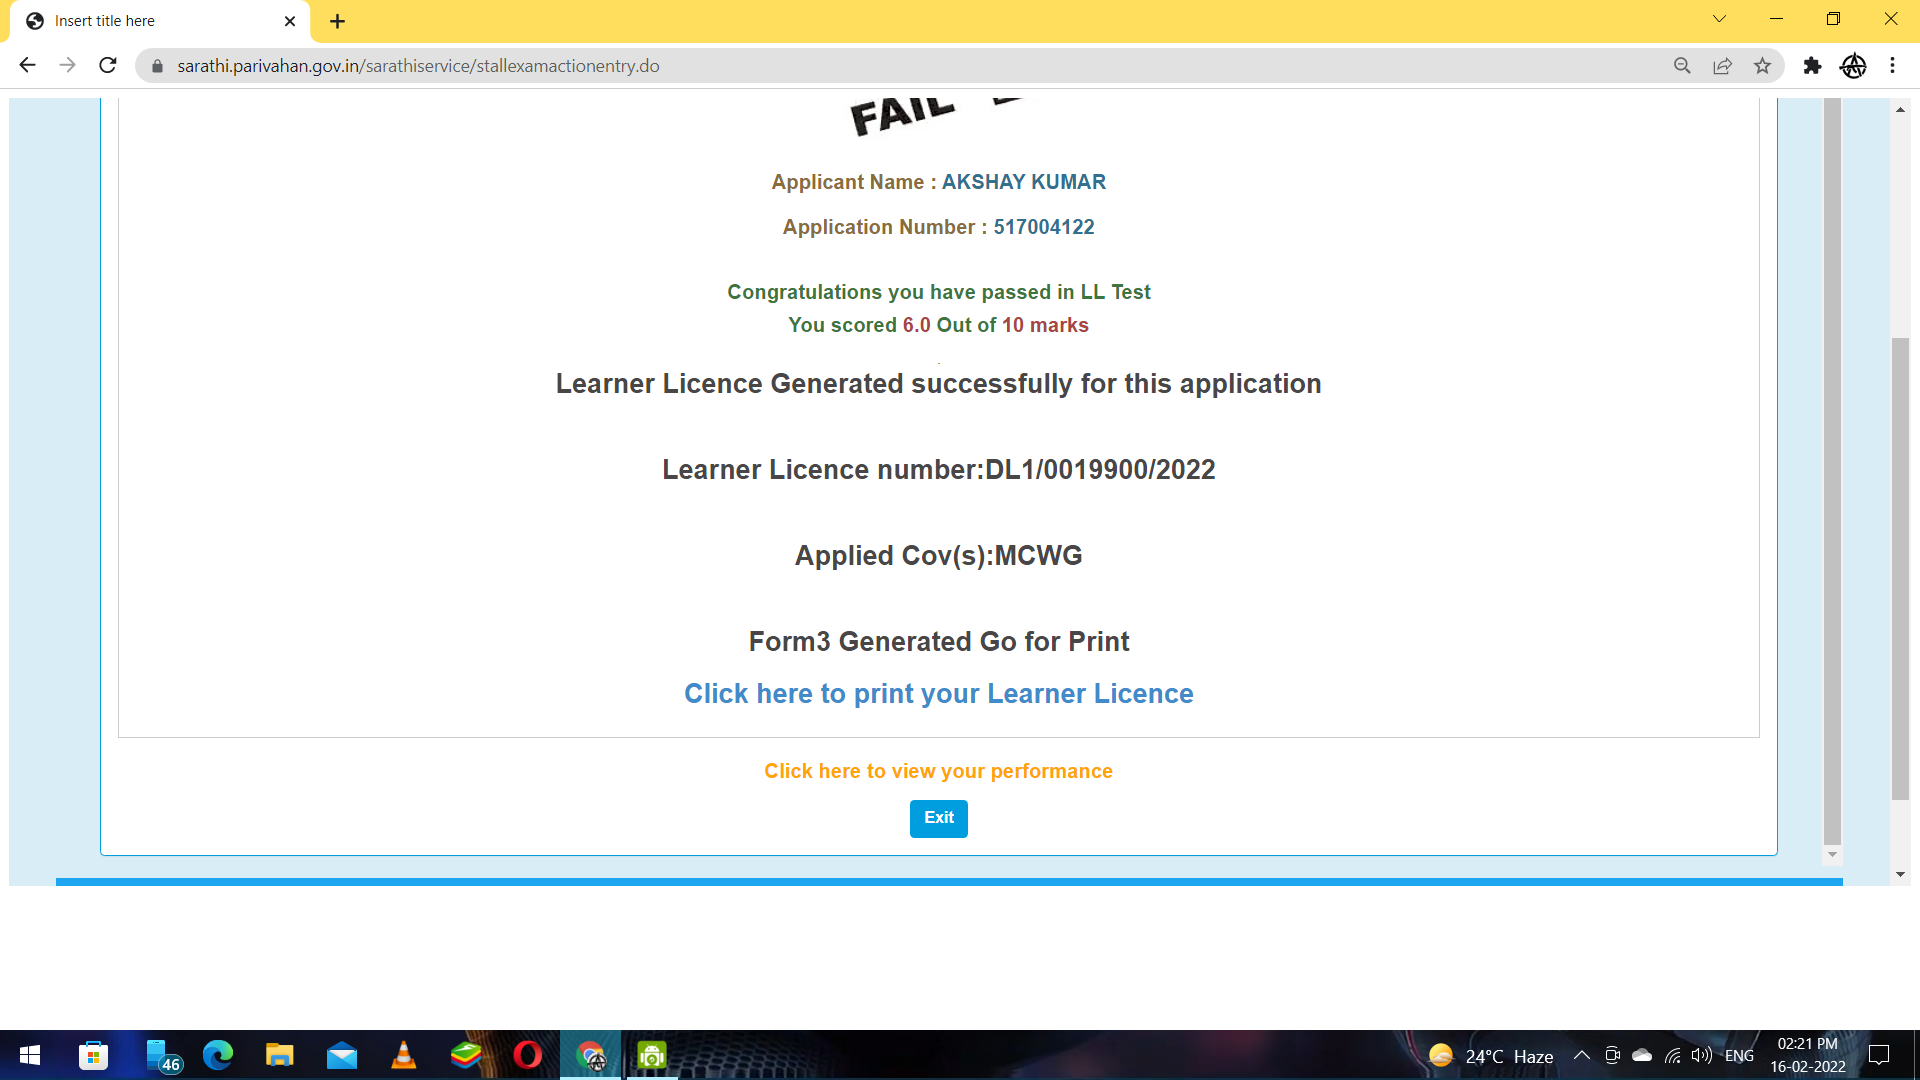 Insert title here
sarathi.parivahan.gov.in/sarathiservice/stallexamactionentry.do
FAIL
Applicant Name : AKSHAY KUMAR
Application Number : 517004122
Congratulations you have passed in LL Test
You scored 6.0 Out of 10 marks
Learner Licence Generated successfully for this application
Learner Licence number:DL1/0019900/2022
Applied Cov(s):MCWG
Form3 Generated Go for Print
Click here to print your Learner Licence
Click here to view your performance
Exit
46
24°C Haze
ENG
02:21 PM
16-02-2022